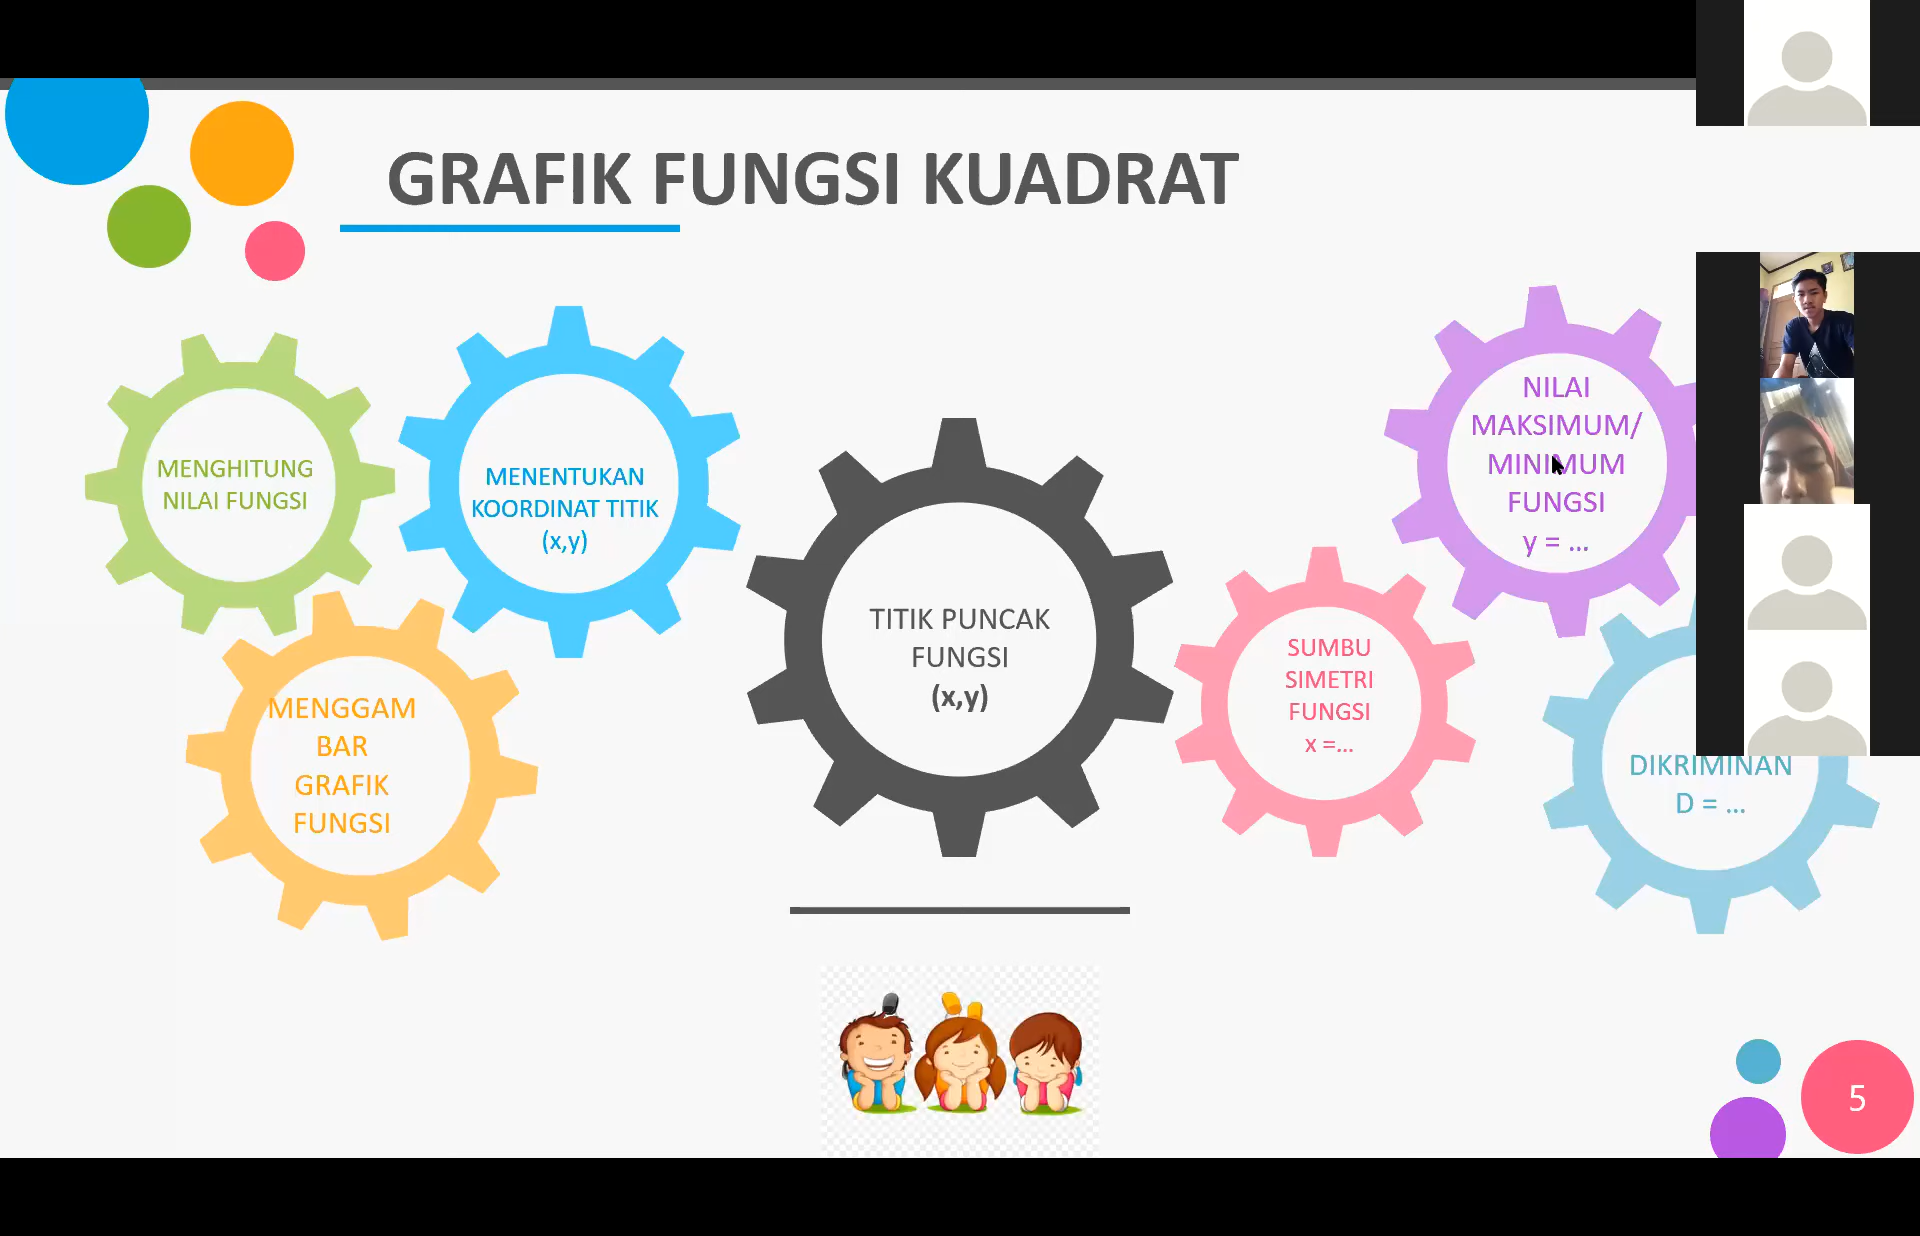 GRAFIK FUNGSI KUADRAT
MENGHITUNG
NILAI FUNGSI
MENENTUKAN
KOORDINAT TITIK
(x,y)
MENGGAM
BAR
GRAFIK
FUNGSI
TITIK PUNCAK
FUNGSI
(x,y)
SUMBU
SIMETRI
FUNGSI
x =...
NILAI
MAKSIMUM/
MINIMUM
FUNGSI
y = ...
DIKRIMINAN
D = ...
5